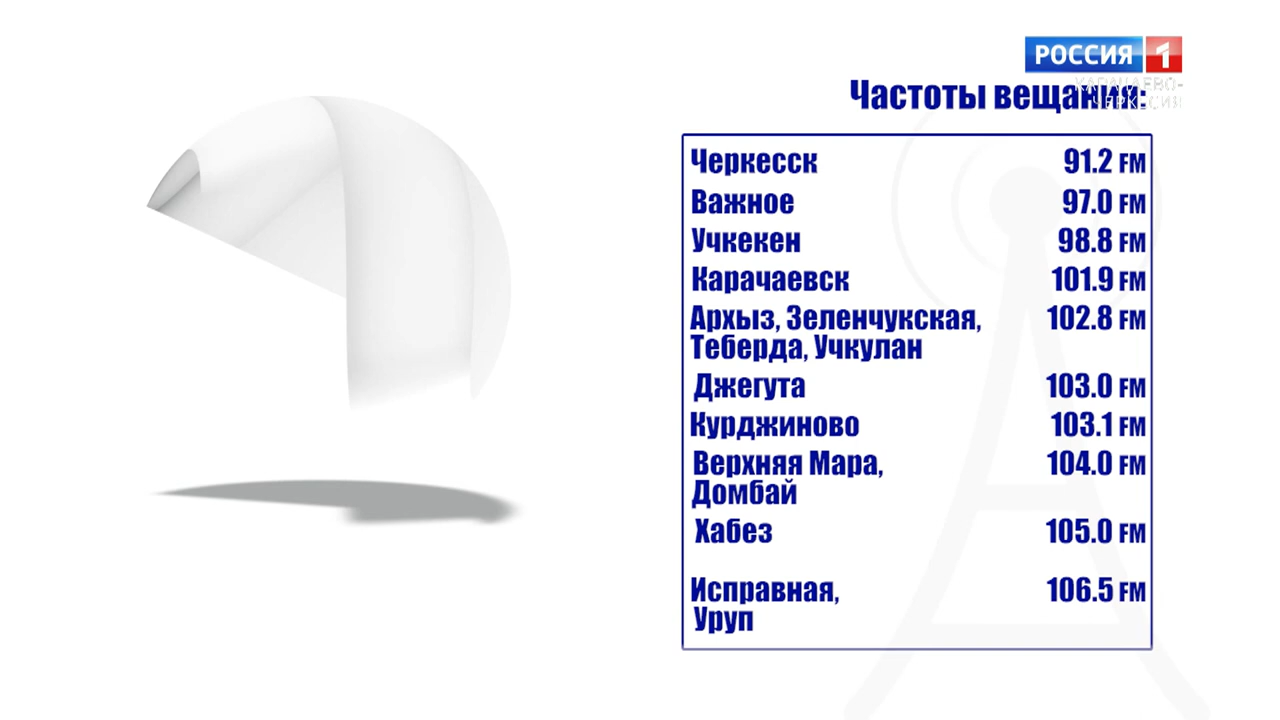 РОССИЯ 1
КАРАЧАЕВО-
ЧЕРКЕСИЯ
Частоты вещания:
Черкесск 91.2 FM
Важное 97.0 FM
Учкекен 98.8 FM
Карачаевск 101.9 FM
Архыз, Зеленчукская, 102.8 FM
Теберда, Учкулан
Джегута 103.0 FM
Курджиново 103.1 FM
Верхняя Мара, 104.0 FM
Домбай
Хабез 105.0 FM
Исправная, 106.5 FM
Уруп